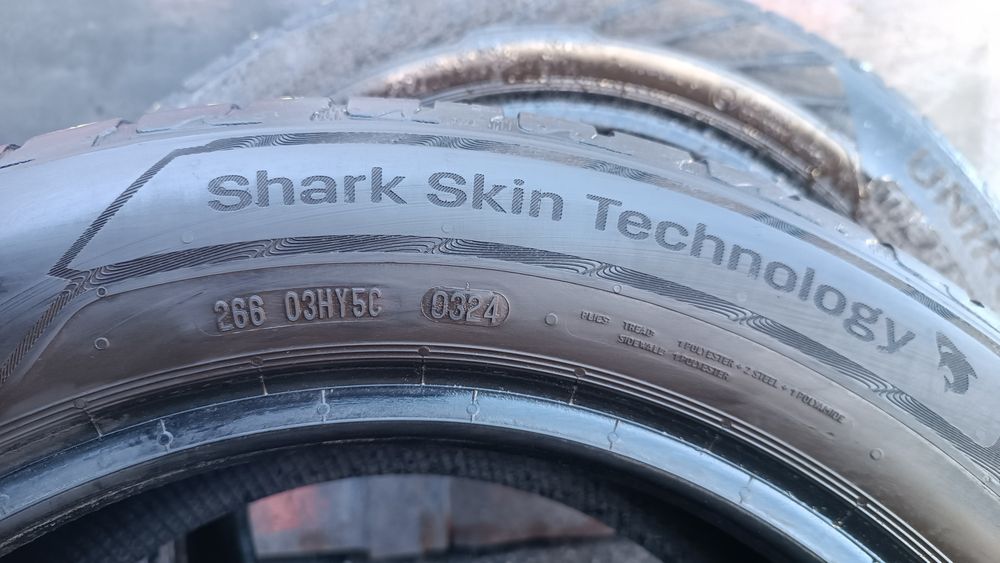 Shark Skin Technology
266 03HY5C 0324
PLIES TREAD: 1 POLYESTER + 2 STEEL + 1 POLYAMIDE
SIDEWALL: 1 POLYESTER